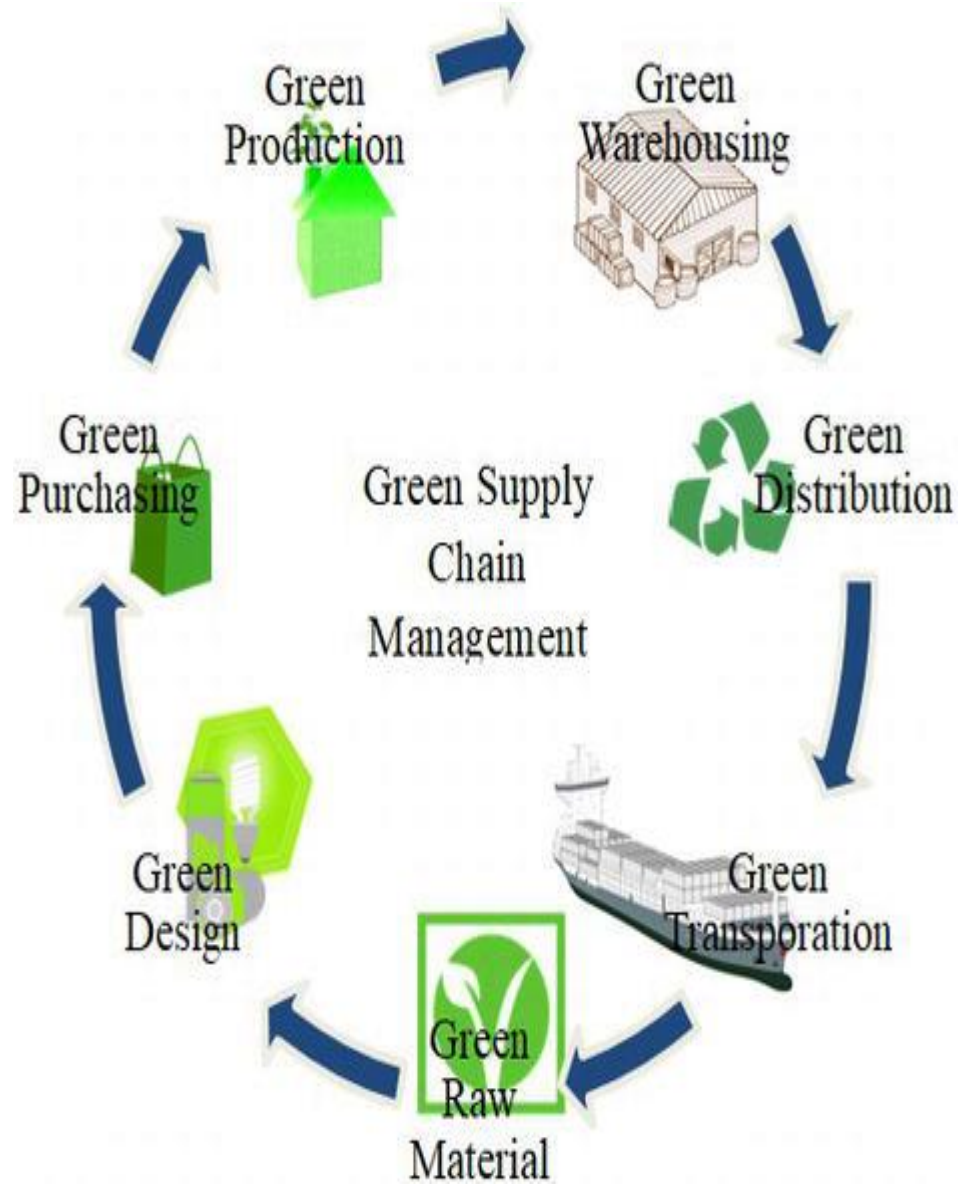 Green
Production
Green
Warehousing
Green
Purchasing
Green Supply
Chain
Management
Green
Distribution
Green
Design
Green
Transporation
Green
Raw
Material